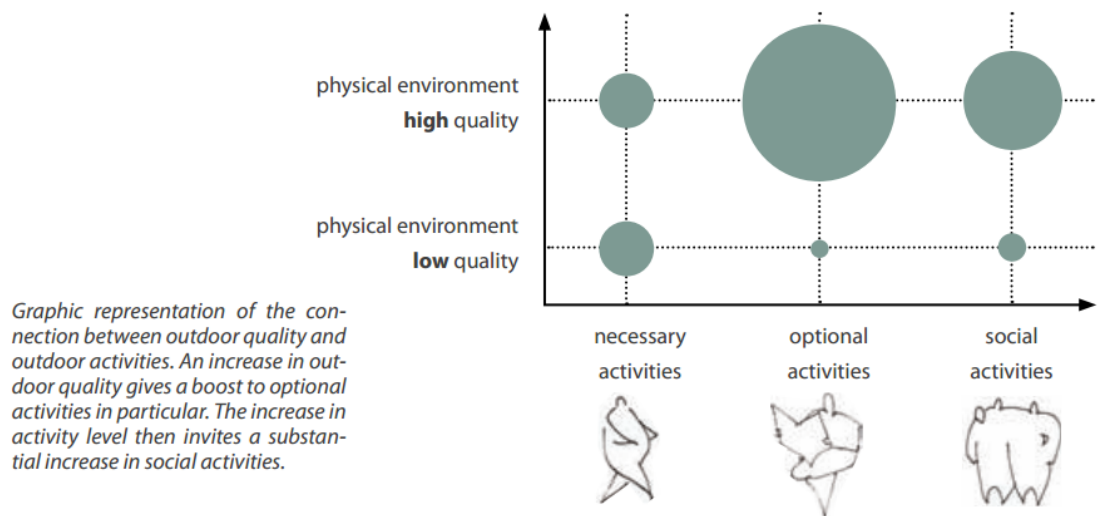 physical environment
high quality
physical environment
low quality
Graphic representation of the con-
nection between outdoor quality and
outdoor activities. An increase in out-
door quality gives a boost to optional
activities in particular. The increase in
activity level then invites a substan-
tial increase in social activities.
necessary
activities
optional
activities
social
activities